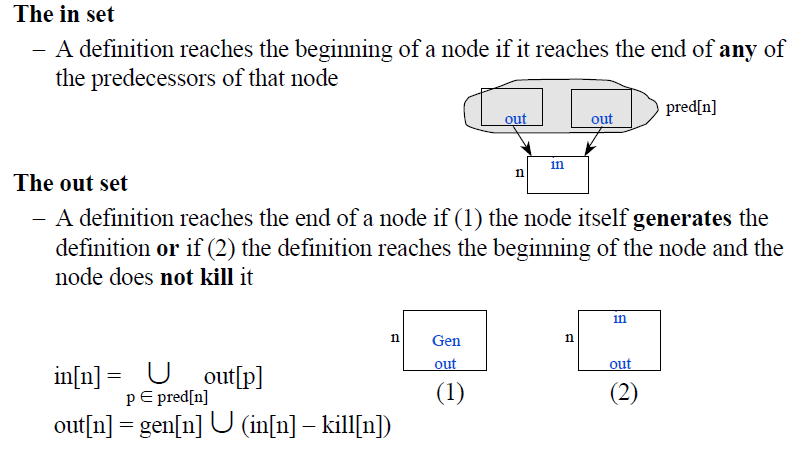 The in set
– A definition reaches the beginning of a node if it reaches the end of any of
the predecessors of that node
out out pred[n]
n in
The out set
– A definition reaches the end of a node if (1) the node itself generates the
definition or if (2) the definition reaches the beginning of the node and the
node does not kill it
n Gen out
(1)
n in out
(2)
in[n] = ∪ out[p]
p ∈ pred[n]
out[n] = gen[n] ∪ (in[n] – kill[n])